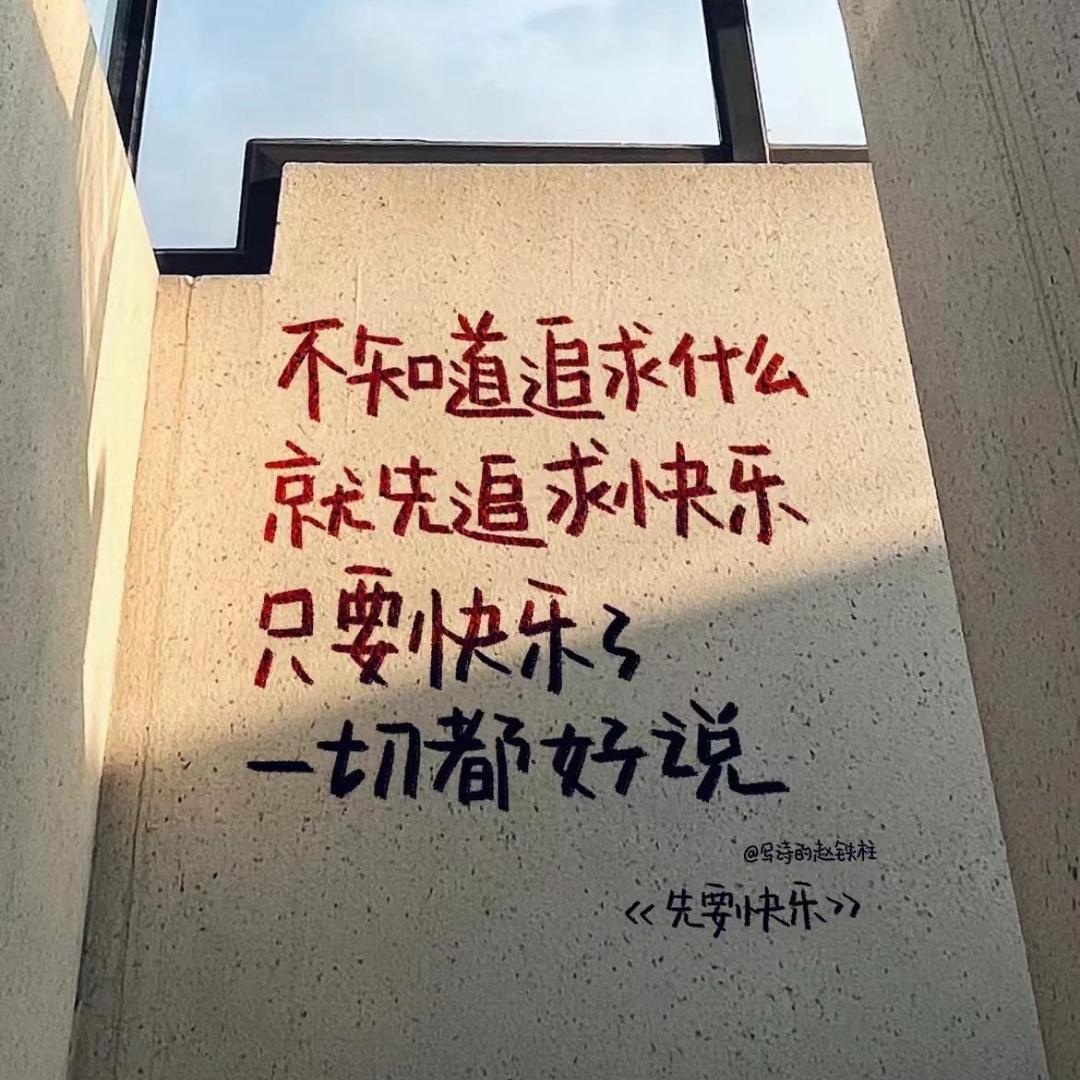 不知道追求什么
就先追求快乐
只要快乐了
一切都好说
@写诗的赵铁柱
<<先要快乐>>